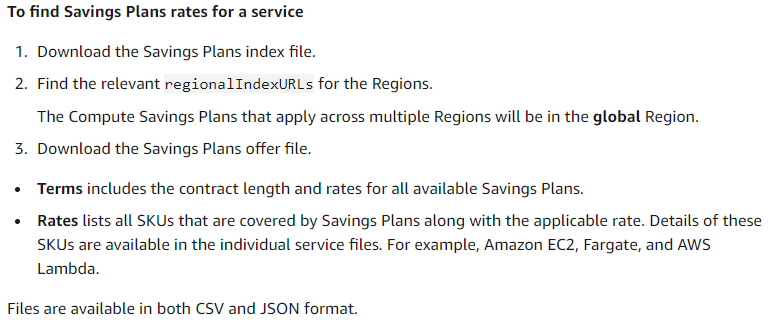 To find Savings Plans rates for a service
1. Download the Savings Plans index file.
2. Find the relevant regionalIndexURLs for the Regions.
The Compute Savings Plans that apply across multiple Regions will be in the global Region.
3. Download the Savings Plans offer file.
• Terms includes the contract length and rates for all available Savings Plans.
• Rates lists all SKUs that are covered by Savings Plans along with the applicable rate. Details of these
SKUs are available in the individual service files. For example, Amazon EC2, Fargate, and AWS
Lambda.
Files are available in both CSV and JSON format.